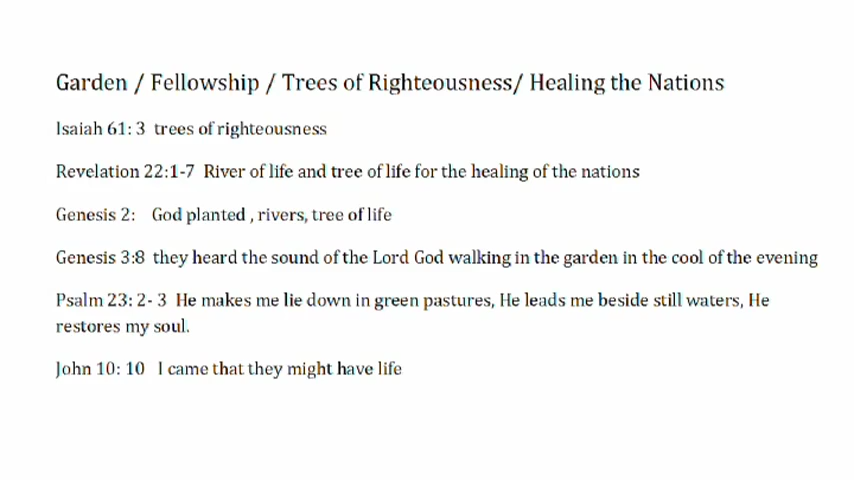 Garden / Fellowship / Trees of Righteousness/ Healing the Nations
Isaiah 61: 3  trees of righteousness
Revelation 22:1-7  River of life and tree of life for the healing of the nations
Genesis 2:   God planted , rivers, tree of life
Genesis 3:8  they heard the sound of the Lord God walking in the garden in the cool of the evening
Psalm 23: 2- 3  He makes me lie down in green pastures, He leads me beside still waters, He
restores my soul.
John 10: 10   I came that they might have life